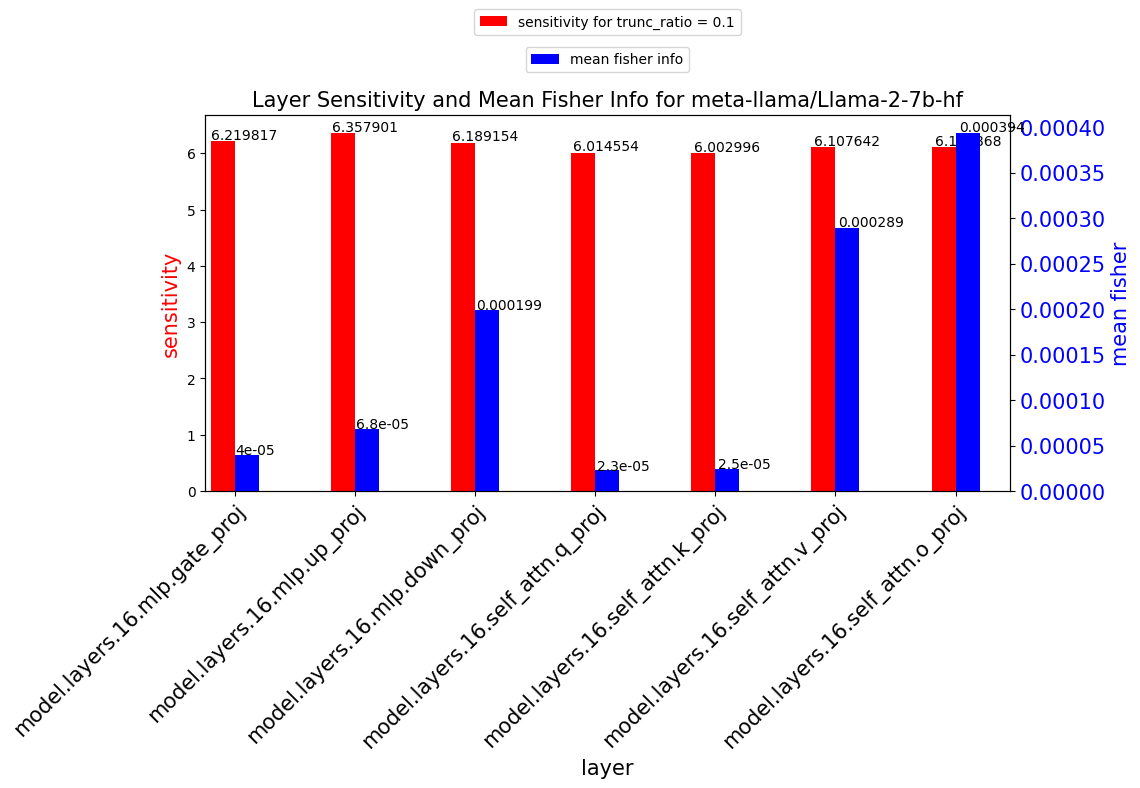 sensitivity for trunc_ratio = 0.1
mean fisher info
Layer Sensitivity and Mean Fisher Info for meta-llama/Llama-2-7b-hf
6.219817
6.357901
6.189154
6.014554
6.002996
6.107642
0.000394
4e-05
6.8e-05
0.000199
2.3e-05
2.5e-05
0.000289
sensitivity
6
5
4
3
2
1
0
mean fisher
0.00040
0.00035
0.00030
0.00025
0.00020
0.00015
0.00010
0.00005
0.00000
model.layers.16.mlp.gate_proj
model.layers.16.mlp.up_proj
model.layers.16.mlp.down_proj
model.layers.16.self_attn.q_proj
model.layers.16.self_attn.k_proj
model.layers.16.self_attn.v_proj
model.layers.16.self_attn.o_proj
layer